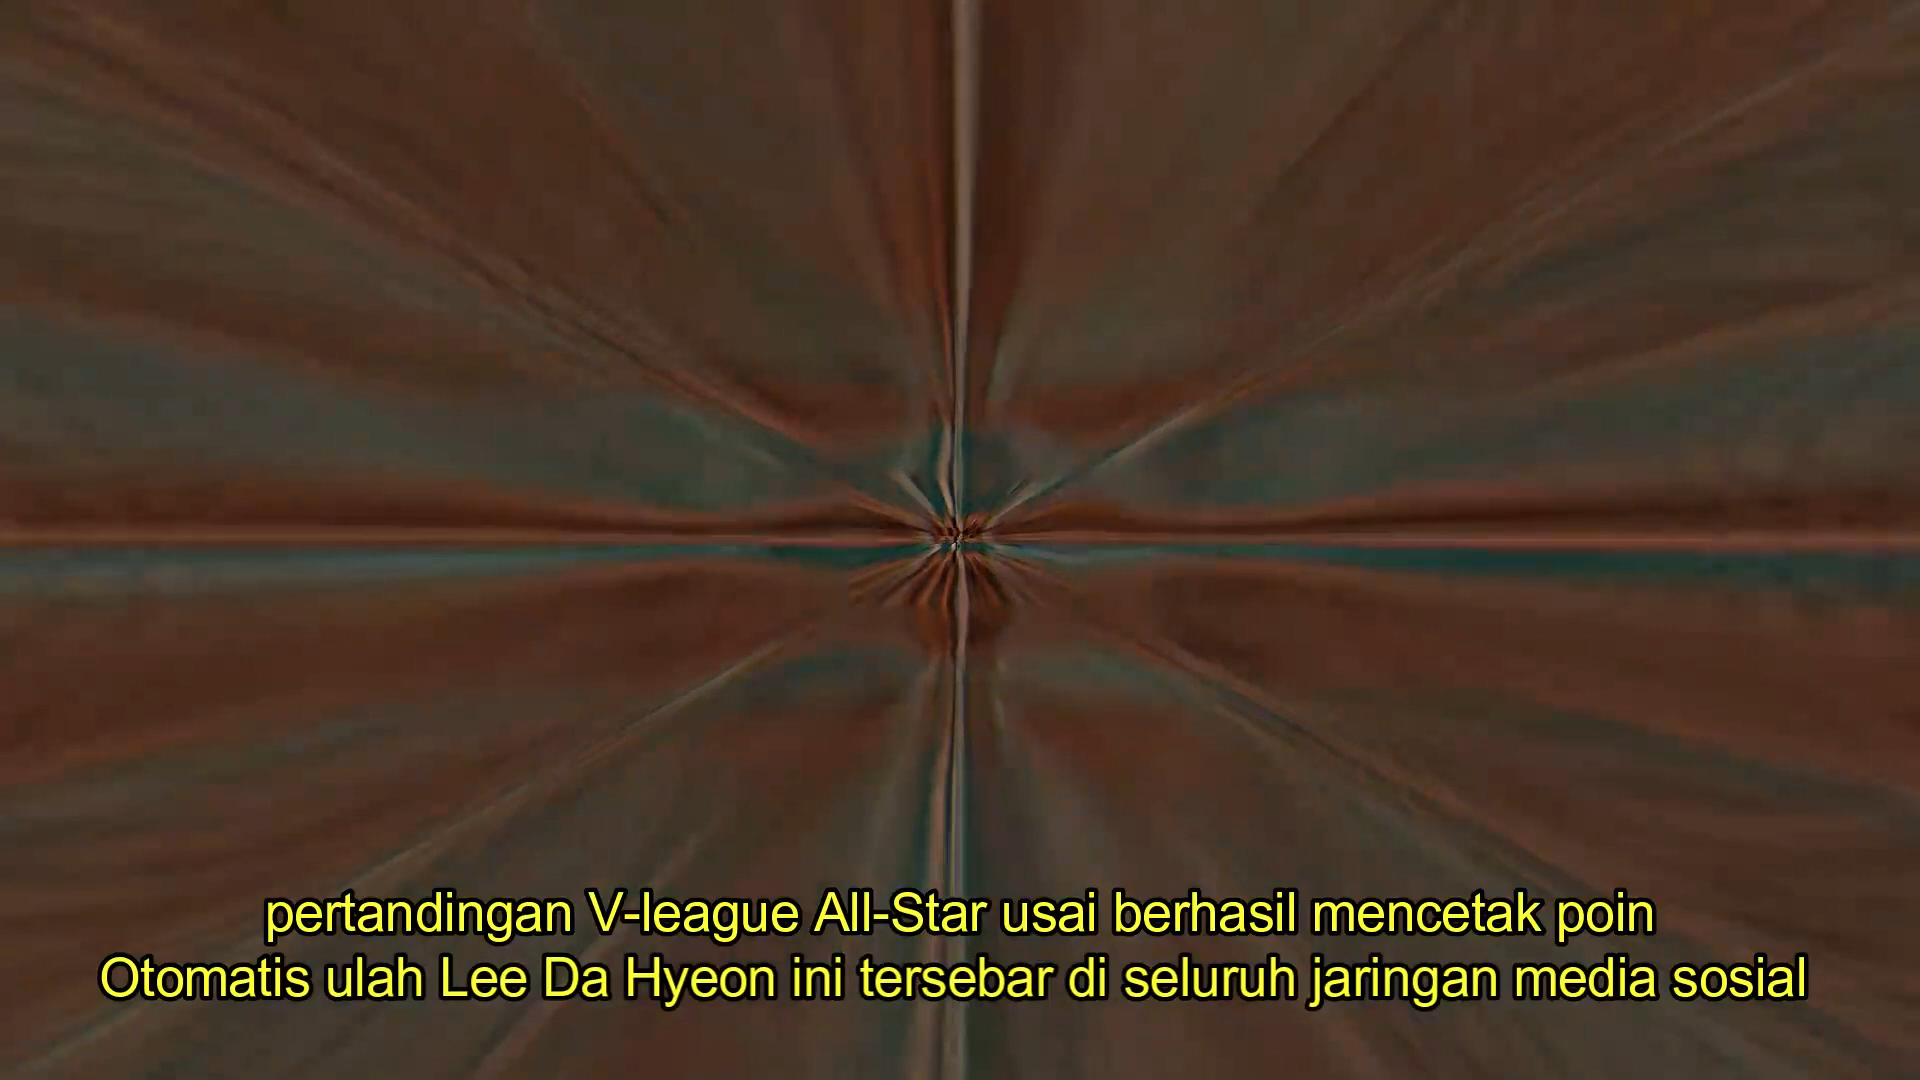 pertandingan V-league All-Star usai berhasil mencetak poin
Otomatis ulah Lee Da Hyeon ini tersebar di seluruh jaringan media sosial